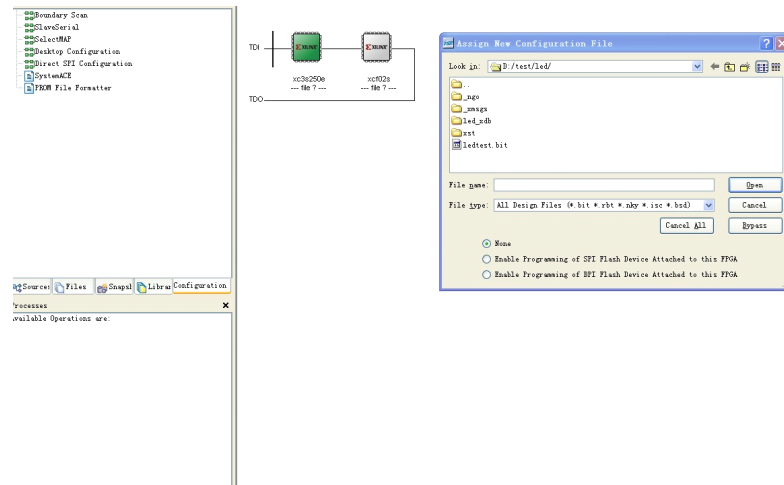 Boundary Scan
SlaveSerial
SelectMAP
Desktop Configuration
Direct SPI Configuration
SystemACE
PROM File Formatter
TDI
XILINX
XILINX
xc3s250e
--- file ? ---
xcf02s
--- file ? ---
TDO
Assign New Configuration File
Look in: D:/test/led/
..
_ngo
_xmsgs
led_xdb
xst
ledtest.bit
File name:
Open
File type: All Design Files (*.bit *.rbt *.nky *.isc *.bsd)
Cancel
Cancel All
Bypass
None
Enable Programming of SPI Flash Device Attached to this FPGA
Enable Programming of BPI Flash Device Attached to this FPGA
Sources Files Snapsh Librar Configuration
rocesses
vailable Operations are: